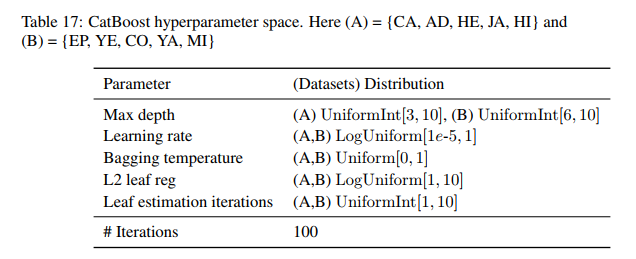 Table 17: CatBoost hyperparameter space. Here (A) = {CA, AD, HE, JA, HI} and
(B) = {EP, YE, CO, YA, MI}
Parameter (Datasets) Distribution
Max depth (A) UniformInt[3, 10], (B) UniformInt[6, 10]
Learning rate (A,B) LogUniform[1e-5, 1]
Bagging temperature (A,B) Uniform[0, 1]
L2 leaf reg (A,B) LogUniform[1, 10]
Leaf estimation iterations (A,B) UniformInt[1, 10]
# Iterations 100